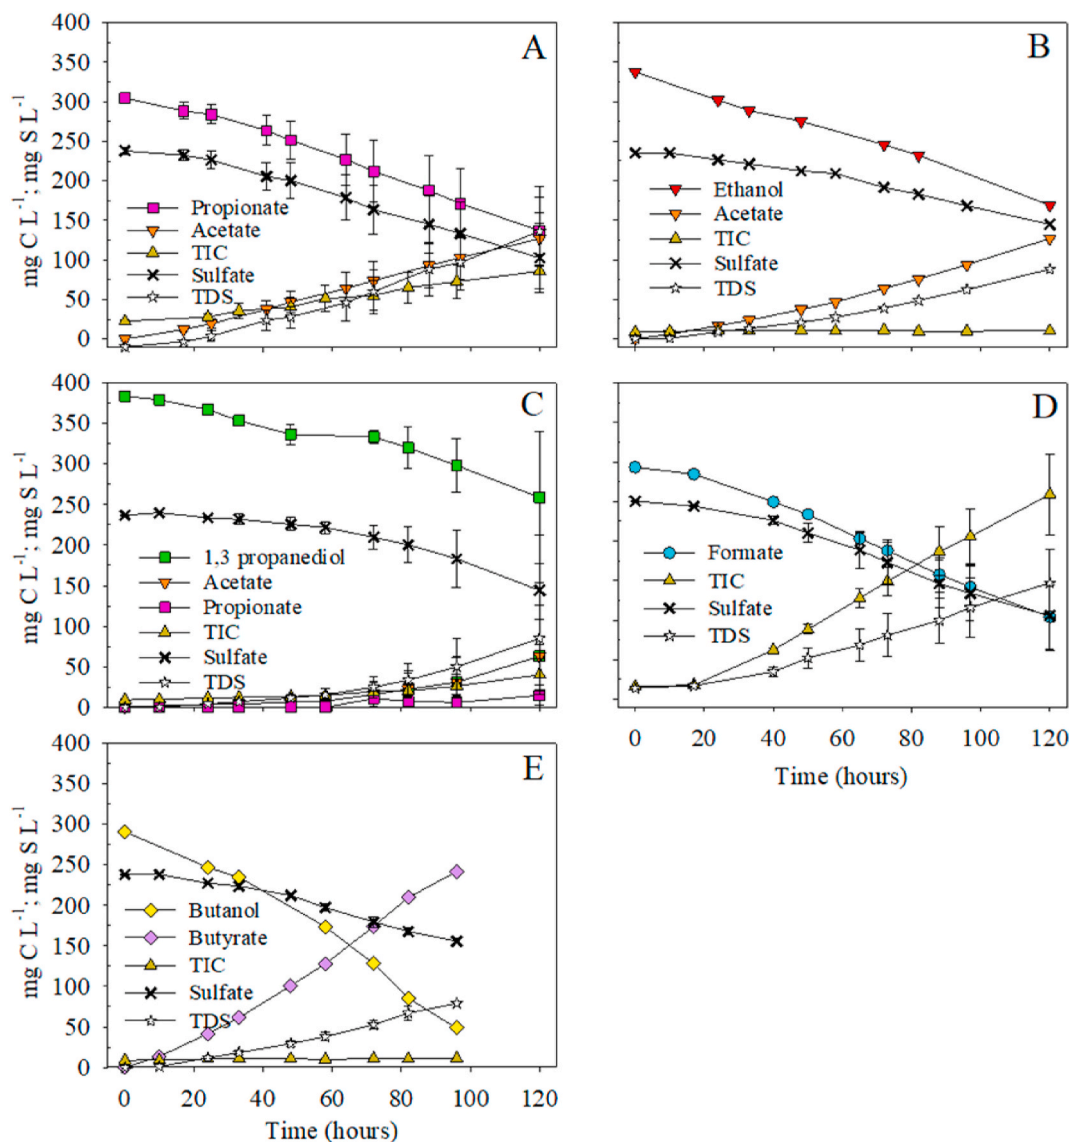 A
400
350
300
250
200
150
100
50
0
mg C L-1; mg S L-1
Propionate
Acetate
TIC
Sulfate
TDS
B
Ethanol
Acetate
TIC
Sulfate
TDS
C
400
350
300
250
200
150
100
50
0
mg C L-1; mg S L-1
1,3 propanediol
Acetate
Propionate
TIC
Sulfate
TDS
D
Formate
TIC
Sulfate
TDS
0 20 40 60 80 100 120
Time (hours)
E
400
350
300
250
200
150
100
50
0
mg C L-1; mg S L-1
Butanol
Butyrate
TIC
Sulfate
TDS
0 20 40 60 80 100 120
Time (hours)